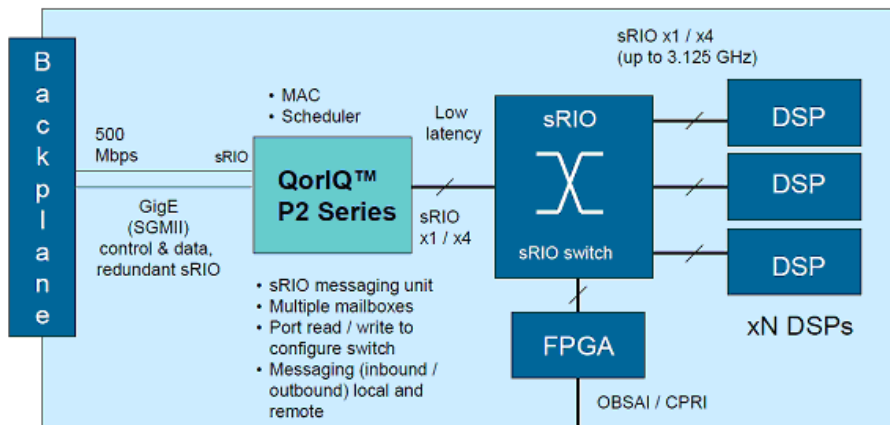 Backplane
500
Mbps
sRIO
GigE
(SGMII)
control & data,
redundant sRIO
• MAC
• Scheduler
QorIQ™
P2 Series
• sRIO messaging unit
• Multiple mailboxes
• Port read / write to
configure switch
• Messaging (inbound /
outbound) local and
remote
Low
latency
sRIO
x1 / x4
sRIO
sRIO switch
FPGA
OBSAI / CPRI
sRIO x1 / x4
(up to 3.125 GHz)
DSP
DSP
DSP
xN DSPs